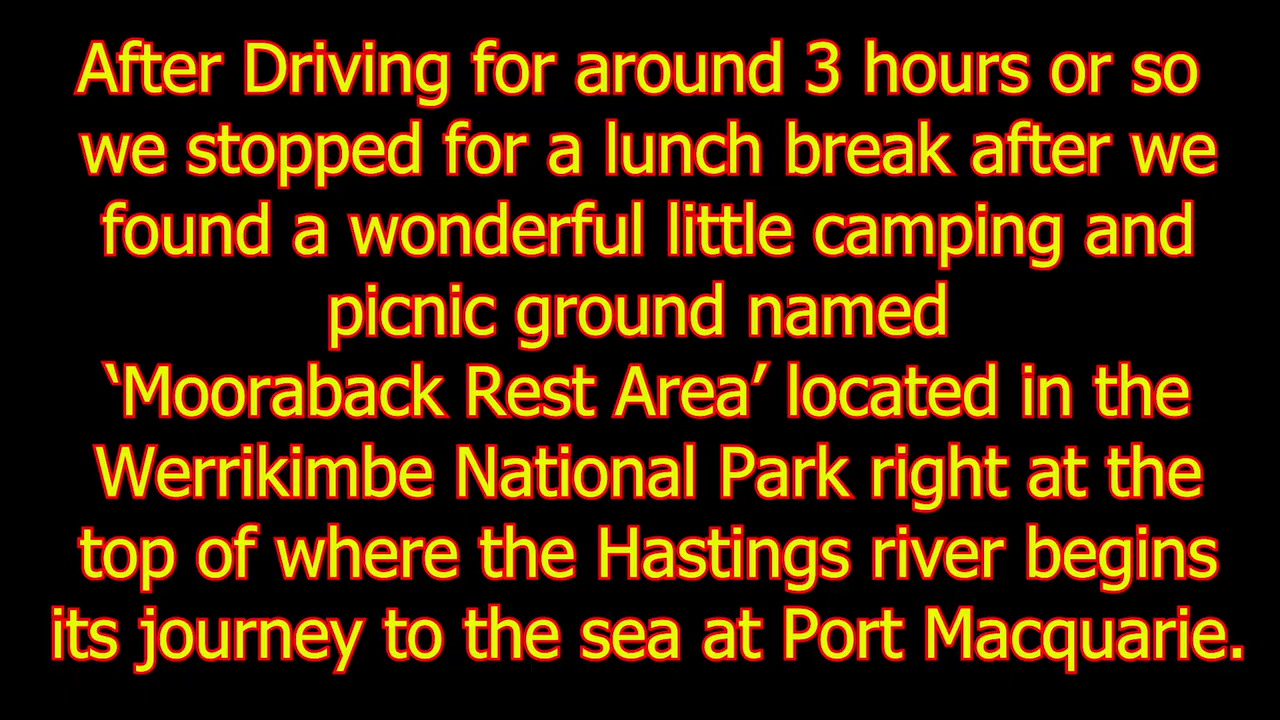 After Driving for around 3 hours or so
we stopped for a lunch break after we
found a wonderful little camping and
picnic ground named
‘Mooraback Rest Area’ located in the
Werrikimbe National Park right at the
top of where the Hastings river begins
its journey to the sea at Port Macquarie.